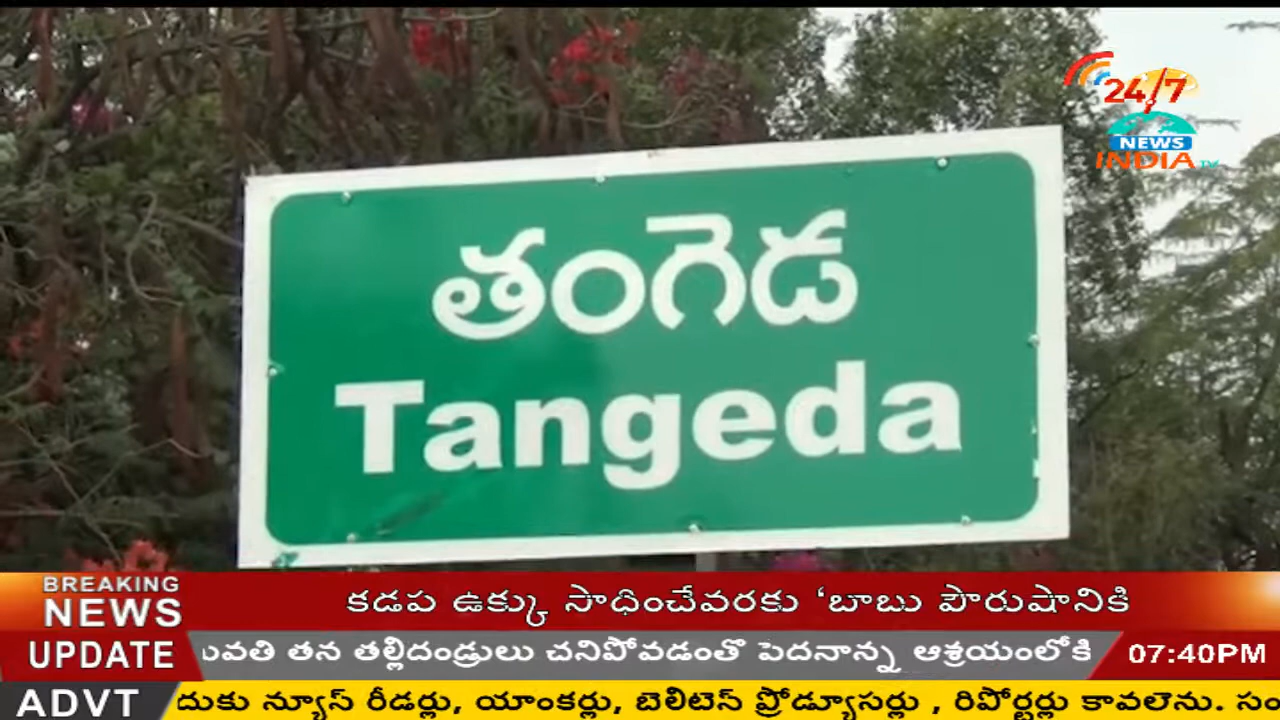 24/7
NEWS
INDIA TV
తంగెడ
Tangeda
BREAKING
NEWS
కడప ఉక్కు సాధించేవరకు ‘బాబు పౌరుషానికి
UPDATE
తన తల్లిదండ్రులు చనిపోవడంతో పెదనాన్న ఆశ్రయంలోకి
07:40PM
ADVT
దుకు న్యూస్ రీడర్లు, యాంకర్లు, బెలిటెన్ ప్రోడ్యూసర్లు , రిపోర్టర్లు కావలెను. సం